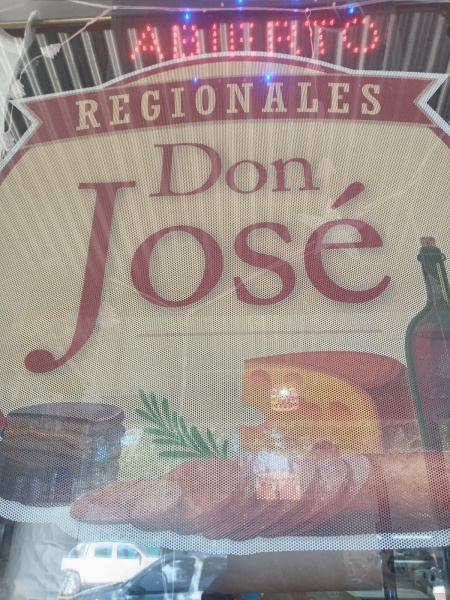 ABIERTO
REGIONALES
Don
José